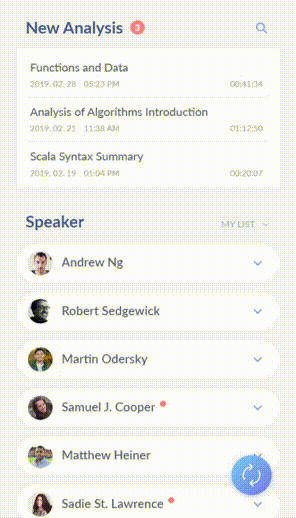 New Analysis 3
Functions and Data
2019. 02. 28 05:23 PM 00:41:34
Analysis of Algorithms Introduction
2019. 02. 21 11:38 AM 01:12:50
Scala Syntax Summary
2019. 02. 19 01:04 PM 00:20:07
Speaker MY LIST
Andrew Ng
Robert Sedgewick
Martin Odersky
Samuel J. Cooper
Matthew Heiner
Sadie St. Lawrence